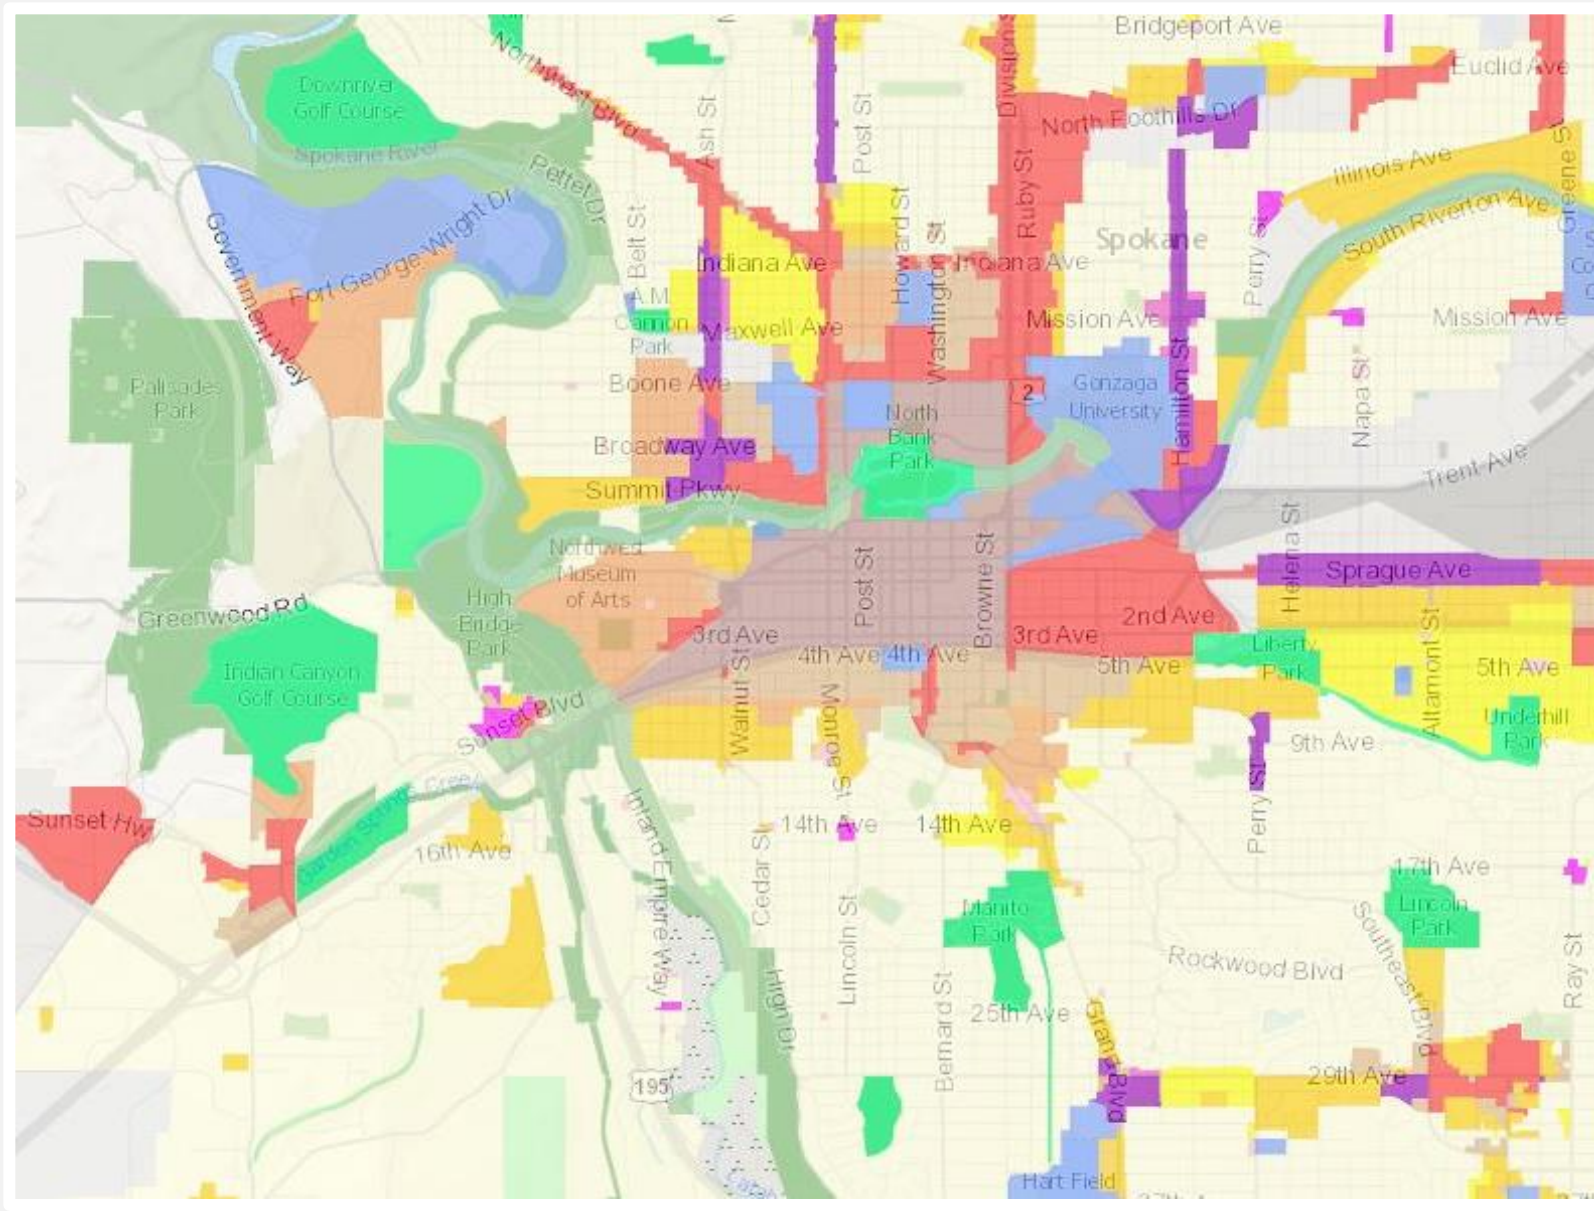 Bridgeport Ave
Northwest Blvd
Euclid Ave
Downriver
Golf Course
Ash St
Post St
North Foothills Dr
Spokane River
Pettet Dr
Illinois Ave
Greene St
Government Way
Fort George Wright Dr
Belt St
Howard St
Washington St
Ruby St
Spokane
Perry St
South Riverton Ave
Indiana Ave
Indiana Ave
A.M.
Cannon
Park
Maxwell Ave
Mission Ave
Mission Ave
Palisades
Park
Boone Ave
2
Gonzaga
University
Hamilton St
Napa St
North
Bank
Park
Broadway Ave
Trent Ave
Summit Pkwy
Northwest
Museum
of Arts
Post St
Browne St
Helena St
Sprague Ave
Greenwood Rd
High
Bridge
Park
3rd Ave
3rd Ave
2nd Ave
Altamont St
4th Ave
4th Ave
5th Ave
Liberty
Park
5th Ave
Indian Canyon
Golf Course
Walnut St
Monroe St
Underhill
Park
Sunset Blvd
9th Ave
Perry St
Sunset Hwy
Garden Springs Creek
Inland Empire Way
16th Ave
14th Ave
14th Ave
Cedar St
Lincoln St
17th Ave
Manito
Park
Lincoln
Park
Rockwood Blvd
Southeast Blvd
Ray St
High Dr
Bernard St
25th Ave
Grand Blvd
195
29th Ave
Hart Field